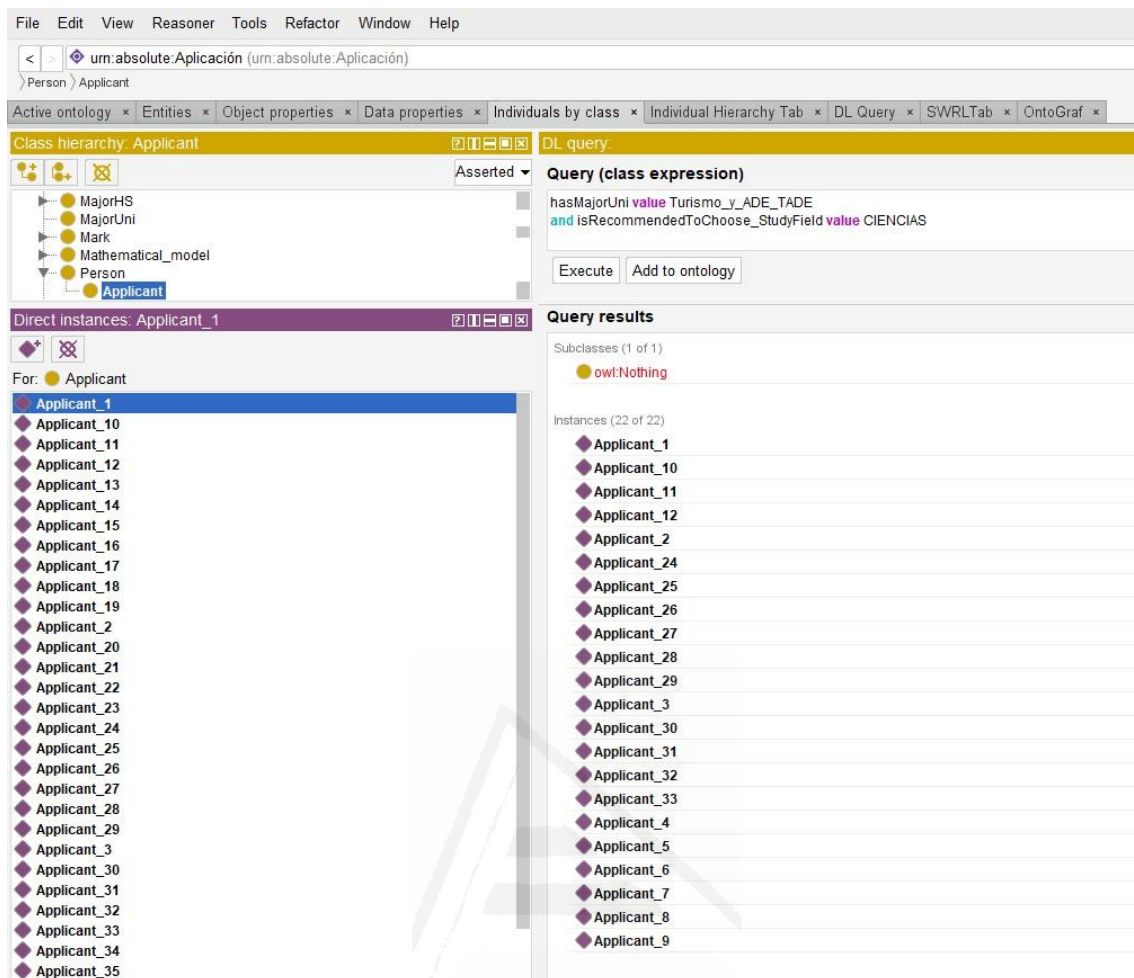 File Edit View Reasoner Tools Refactor Window Help
< > urn:absolute:Aplicación (urn:absolute:Aplicación)
Person Applicant
Active ontology × Entities × Object properties × Data properties × Individuals by class × Individual Hierarchy Tab × DL Query × SWRLTab × OntoGraf ×
Class hierarchy: Applicant
Asserted
MajorHS
MajorUni
Mark
Mathematical_model
Person
Applicant
Direct instances: Applicant_1
For: Applicant
Applicant_1
Applicant_10
Applicant_11
Applicant_12
Applicant_13
Applicant_14
Applicant_15
Applicant_16
Applicant_17
Applicant_18
Applicant_19
Applicant_2
Applicant_20
Applicant_21
Applicant_22
Applicant_23
Applicant_24
Applicant_25
Applicant_26
Applicant_27
Applicant_28
Applicant_29
Applicant_3
Applicant_30
Applicant_31
Applicant_32
Applicant_33
Applicant_34
Applicant_35
DL query:
Query (class expression)
hasMajorUni value Turismo_y_ADE_TADE
and isRecommendedToChoose_StudyField value CIENCIAS
Execute Add to ontology
Query results
Subclasses (1 of 1)
owl:Nothing
Instances (22 of 22)
Applicant_1
Applicant_10
Applicant_11
Applicant_12
Applicant_2
Applicant_24
Applicant_25
Applicant_26
Applicant_27
Applicant_28
Applicant_29
Applicant_3
Applicant_30
Applicant_31
Applicant_32
Applicant_33
Applicant_4
Applicant_5
Applicant_6
Applicant_7
Applicant_8
Applicant_9